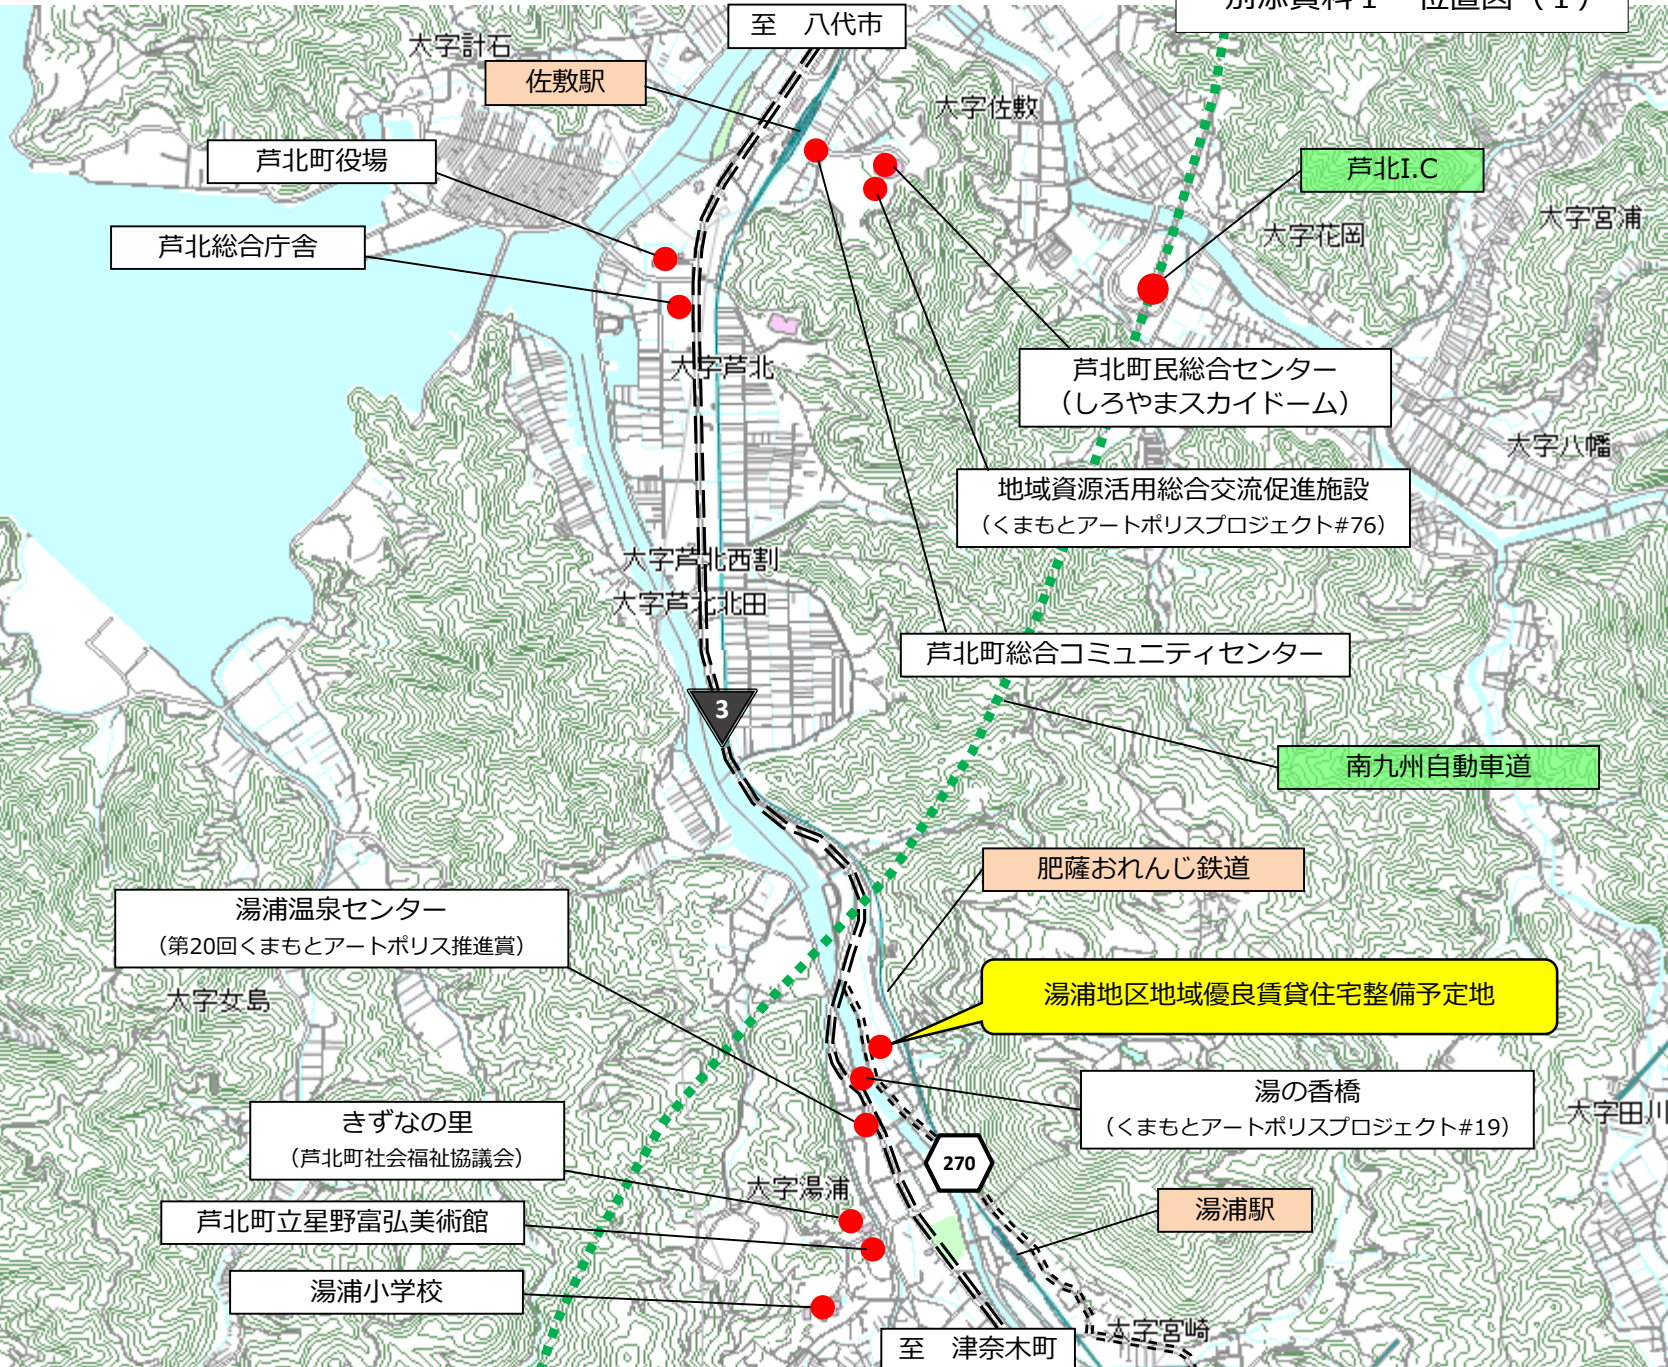 別添資料１　位置図（１）
至　八代市
大字計石
佐敷駅
大字佐敷
芦北町役場
芦北I.C
大字宮浦
芦北総合庁舎
大字花岡
大字芦北
芦北町民総合センター
（しろやまスカイドーム）
大字八幡
地域資源活用総合交流促進施設
（くまもとアートポリスプロジェクト#76）
大字芦北西割
大字芦北北田
芦北町総合コミュニティセンター
3
南九州自動車道
肥薩おれんじ鉄道
湯浦温泉センター
（第20回くまもとアートポリス推進賞）
大字女島
湯浦地区地域優良賃貸住宅整備予定地
湯の香橋
（くまもとアートポリスプロジェクト#19）
大字田川
きずなの里
（芦北町社会福祉協議会）
270
大字湯浦
湯浦駅
芦北町立星野富弘美術館
湯浦小学校
大字宮崎
至　津奈木町